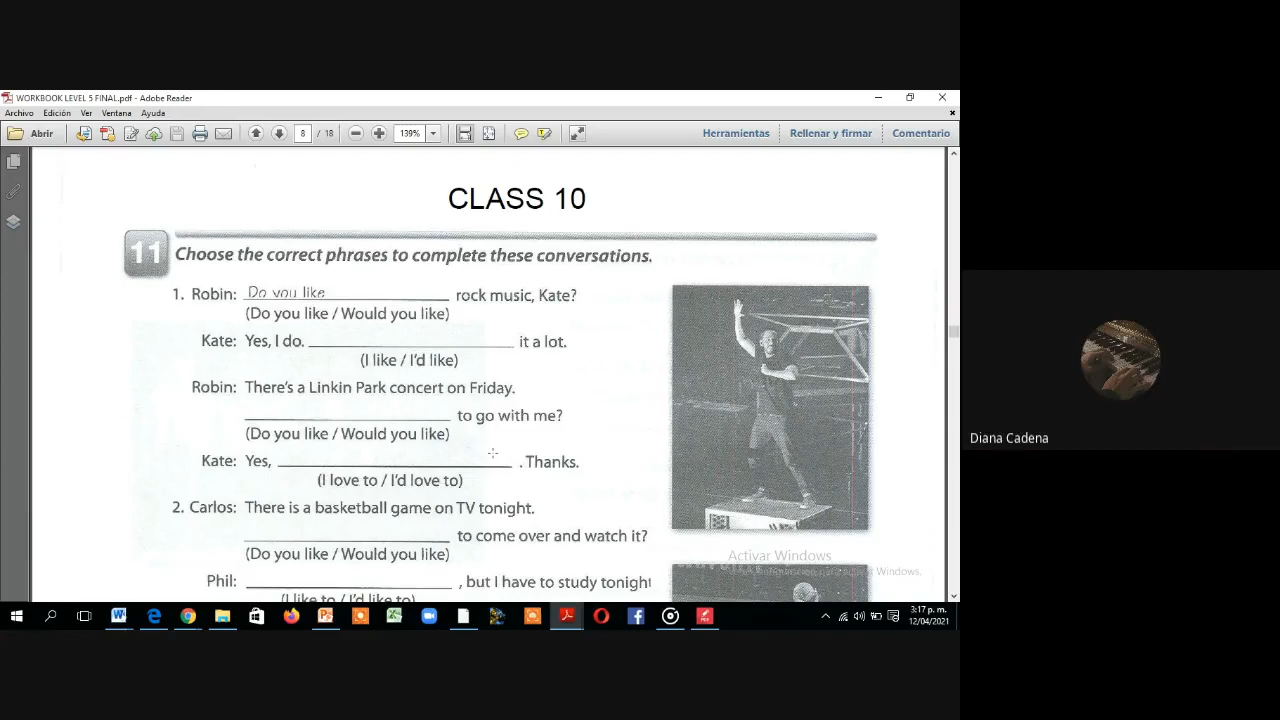 WORKBOOK LEVEL 5 FINAL.pdf - Adobe Reader
Archivo Edición Ver Ventana Ayuda
Abrir 8 / 18 139% Herramientas Rellenar y firmar Comentario
CLASS 10
11 Choose the correct phrases to complete these conversations.
1. Robin: Do you like rock music, Kate?
(Do you like / Would you like)
Kate: Yes, I do. it a lot.
(I like / I'd like)
Robin: There's a Linkin Park concert on Friday.
to go with me?
(Do you like / Would you like)
Kate: Yes, . Thanks.
(I love to / I'd love to)
2. Carlos: There is a basketball game on TV tonight.
to come over and watch it?
(Do you like / Would you like)
Phil: , but I have to study tonight
(I like to / I'd like to)
Activar Windows
Windows.
3:17 p. m.
12/04/2021
Diana Cadena